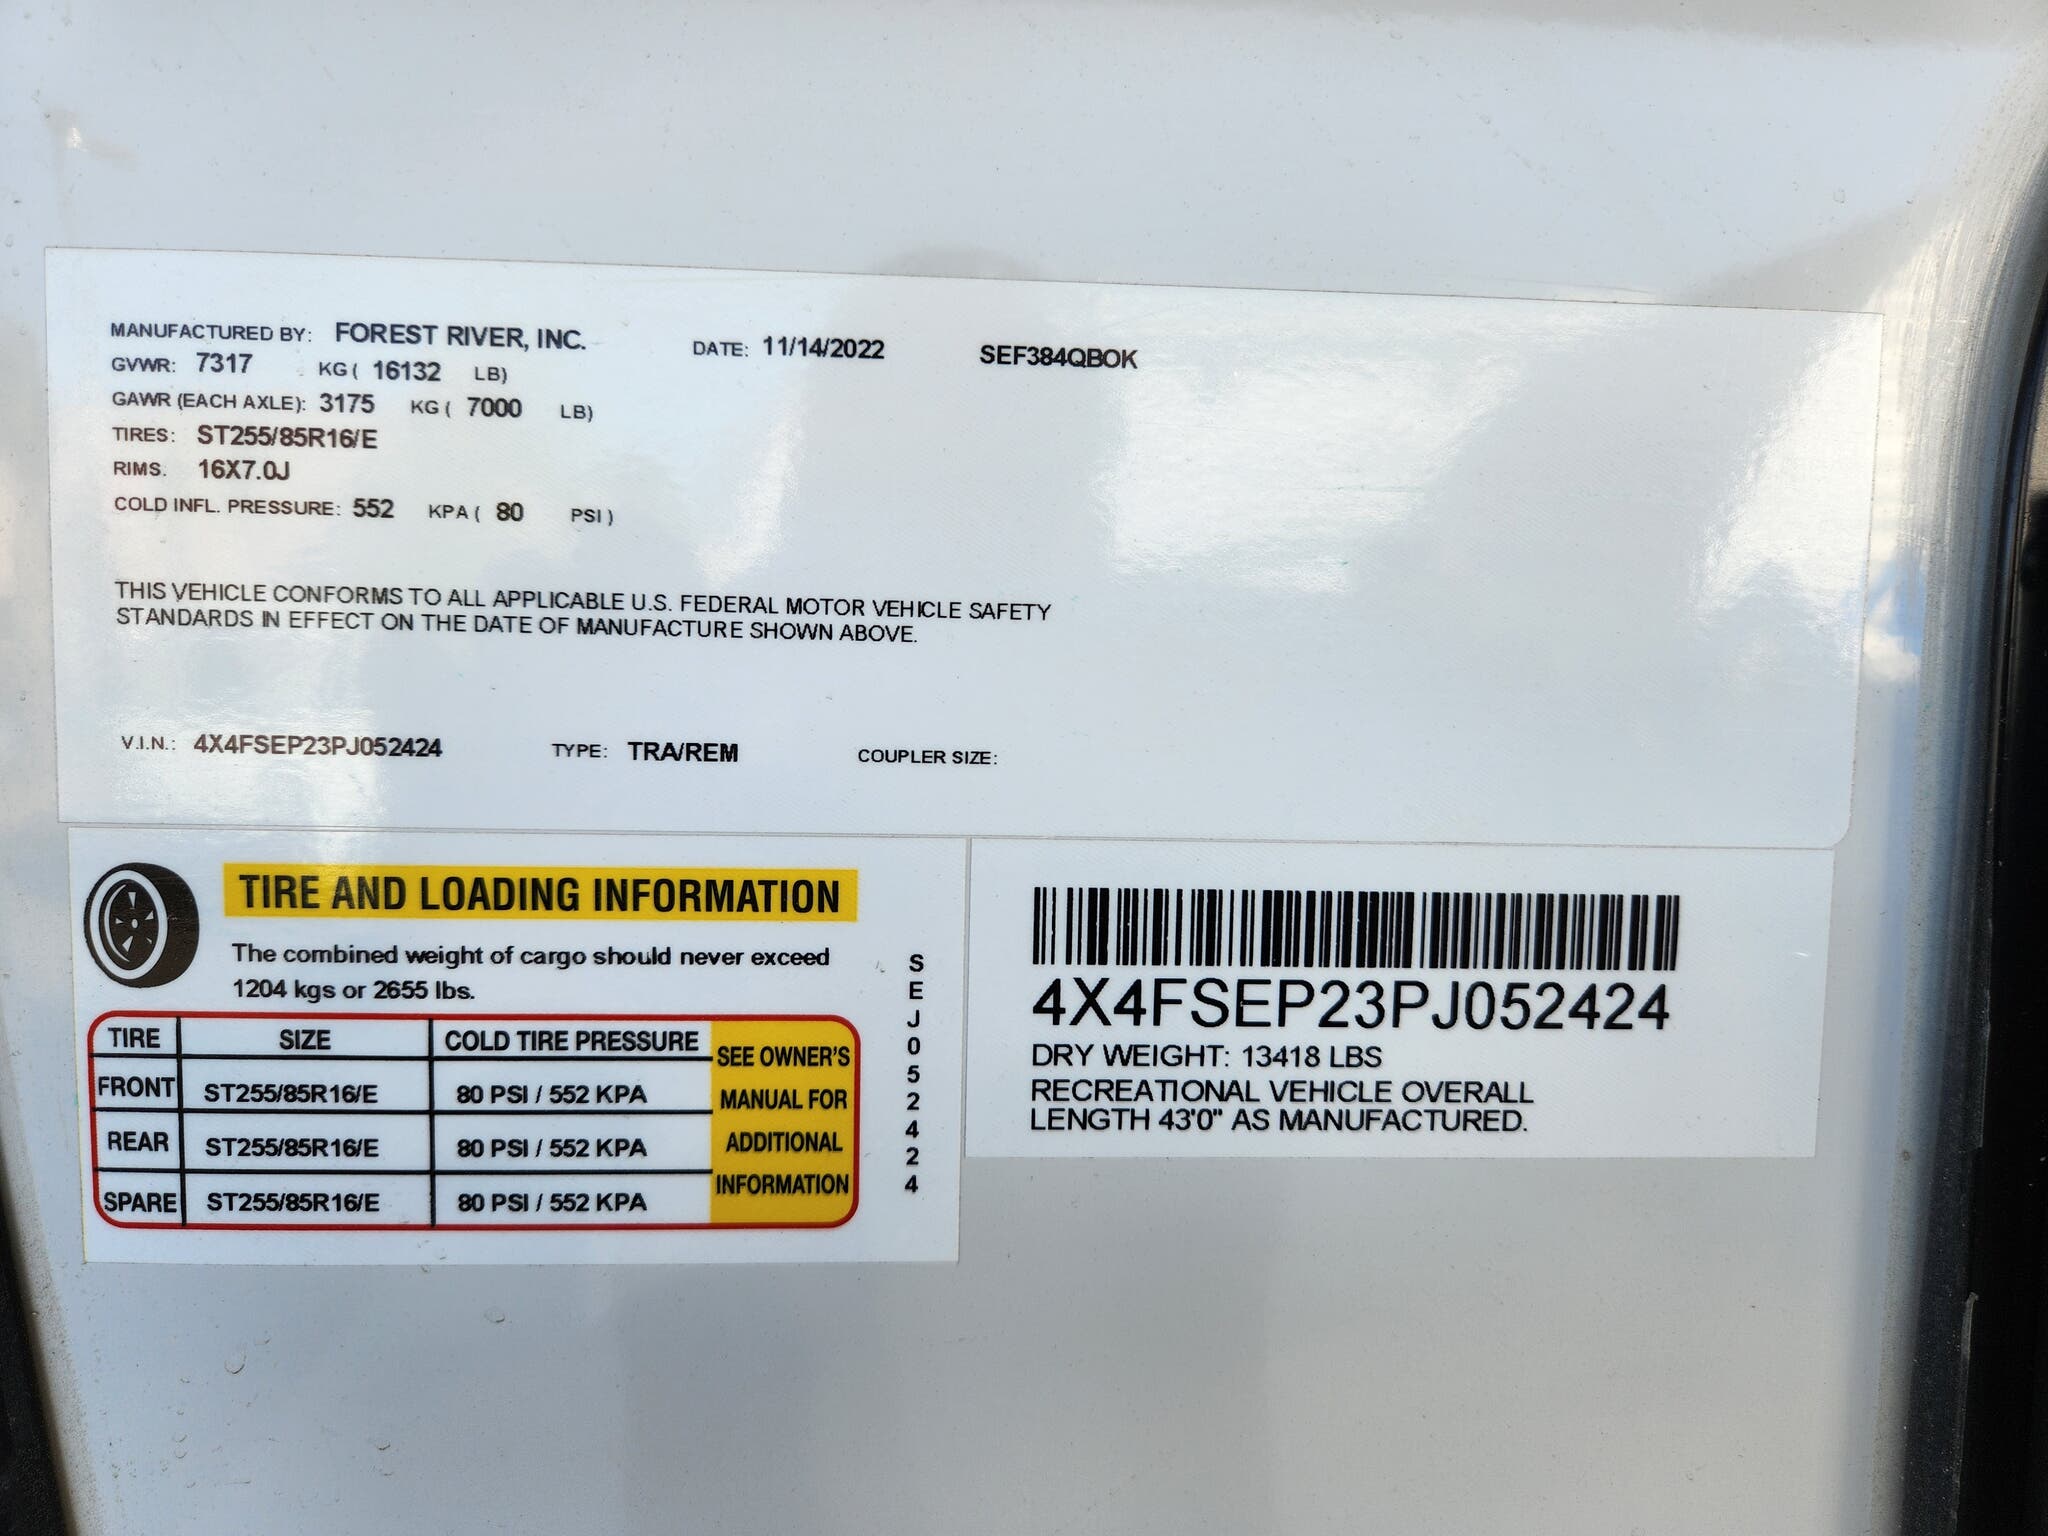 MANUFACTURED BY: FOREST RIVER, INC. DATE: 11/14/2022 SEF384QBOK
GVWR: 7317 KG ( 16132 LB)
GAWR (EACH AXLE): 3175 KG ( 7000 LB)
TIRES: ST255/85R16/E
RIMS. 16X7.0J
COLD INFL. PRESSURE: 552 KPA ( 80 PSI )
THIS VEHICLE CONFORMS TO ALL APPLICABLE U.S. FEDERAL MOTOR VEHICLE SAFETY
STANDARDS IN EFFECT ON THE DATE OF MANUFACTURE SHOWN ABOVE.
V.I.N.: 4X4FSEP23PJ052424 TYPE: TRA/REM COUPLER SIZE:
TIRE AND LOADING INFORMATION
The combined weight of cargo should never exceed
1204 kgs or 2655 lbs.
TIRE SIZE COLD TIRE PRESSURE
FRONT ST255/85R16/E 80 PSI / 552 KPA
REAR ST255/85R16/E 80 PSI / 552 KPA
SPARE ST255/85R16/E 80 PSI / 552 KPA
SEE OWNER'S
MANUAL FOR
ADDITIONAL
INFORMATION
SEJ052424
4X4FSEP23PJ052424
DRY WEIGHT: 13418 LBS
RECREATIONAL VEHICLE OVERALL
LENGTH 43'0" AS MANUFACTURED.